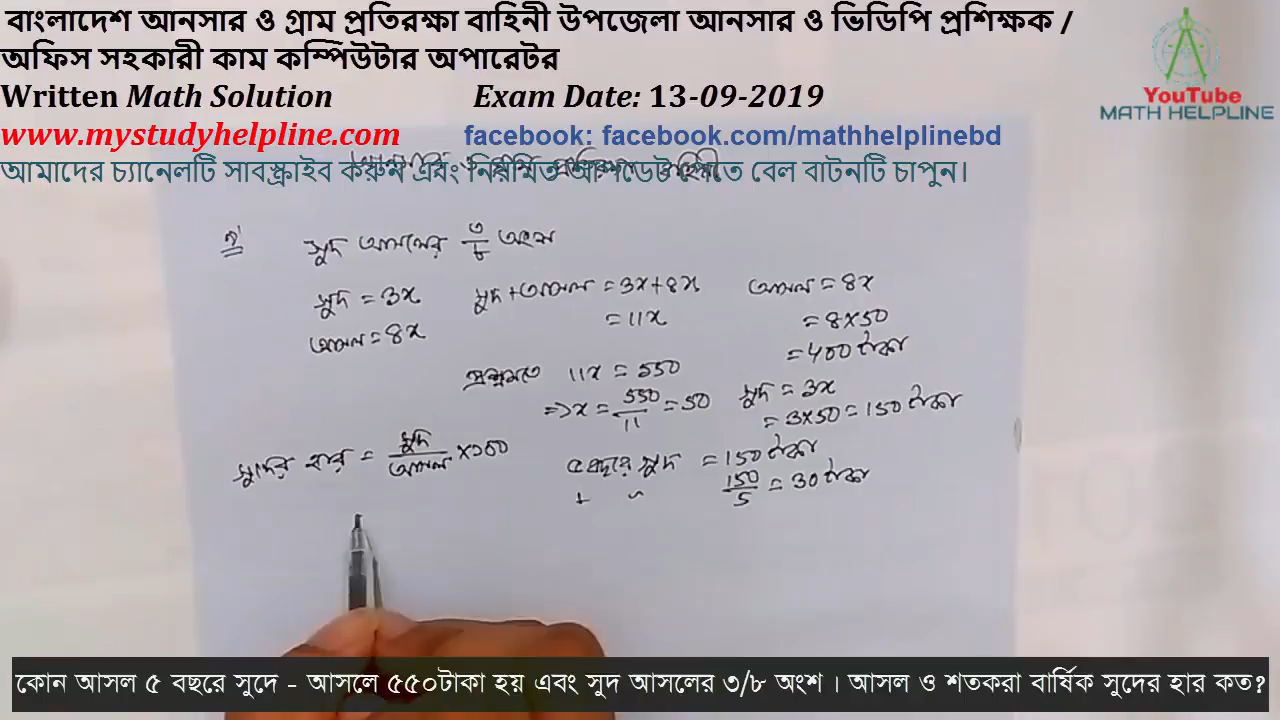 বাংলাদেশ আনসার ও গ্রাম প্রতিরক্ষা বাহিনী উপজেলা আনসার ও ভিডিপি প্রশিক্ষক /
অফিস সহকারী কাম কম্পিউটার অপারেটর
Written Math Solution Exam Date: 13-09-2019
www.mystudyhelpline.com facebook: facebook.com/mathhelplinebd
YouTube
MATH HELPLINE
আমাদের চ্যানেলটি সাবস্ক্রাইব করুন এবং নিয়মিত আপডেট পেতে বেল বাটনটি চাপুন।
সুদ আসলের ৩/৮ অংশ
সুদ = 3x
আসল = 8x
সুদ + আসল = 3x + 8x
= 11x
প্রশ্নমতে 11x = 550
=> x = 550/11 = 50
আসল = 8x
= 8 x 50
= 400 টাকা
সুদ = 3x
= 3 x 50 = 150 টাকা
সুদের হার = সুদ/আসল x ১০০
৫ বছরে সুদ = 150 টাকা
১ " 150/5 = 30 টাকা
কোন আসল ৫ বছরে সুদে - আসলে ৫৫০টাকা হয় এবং সুদ আসলের ৩/৮ অংশ । আসল ও শতকরা বার্ষিক সুদের হার কত?